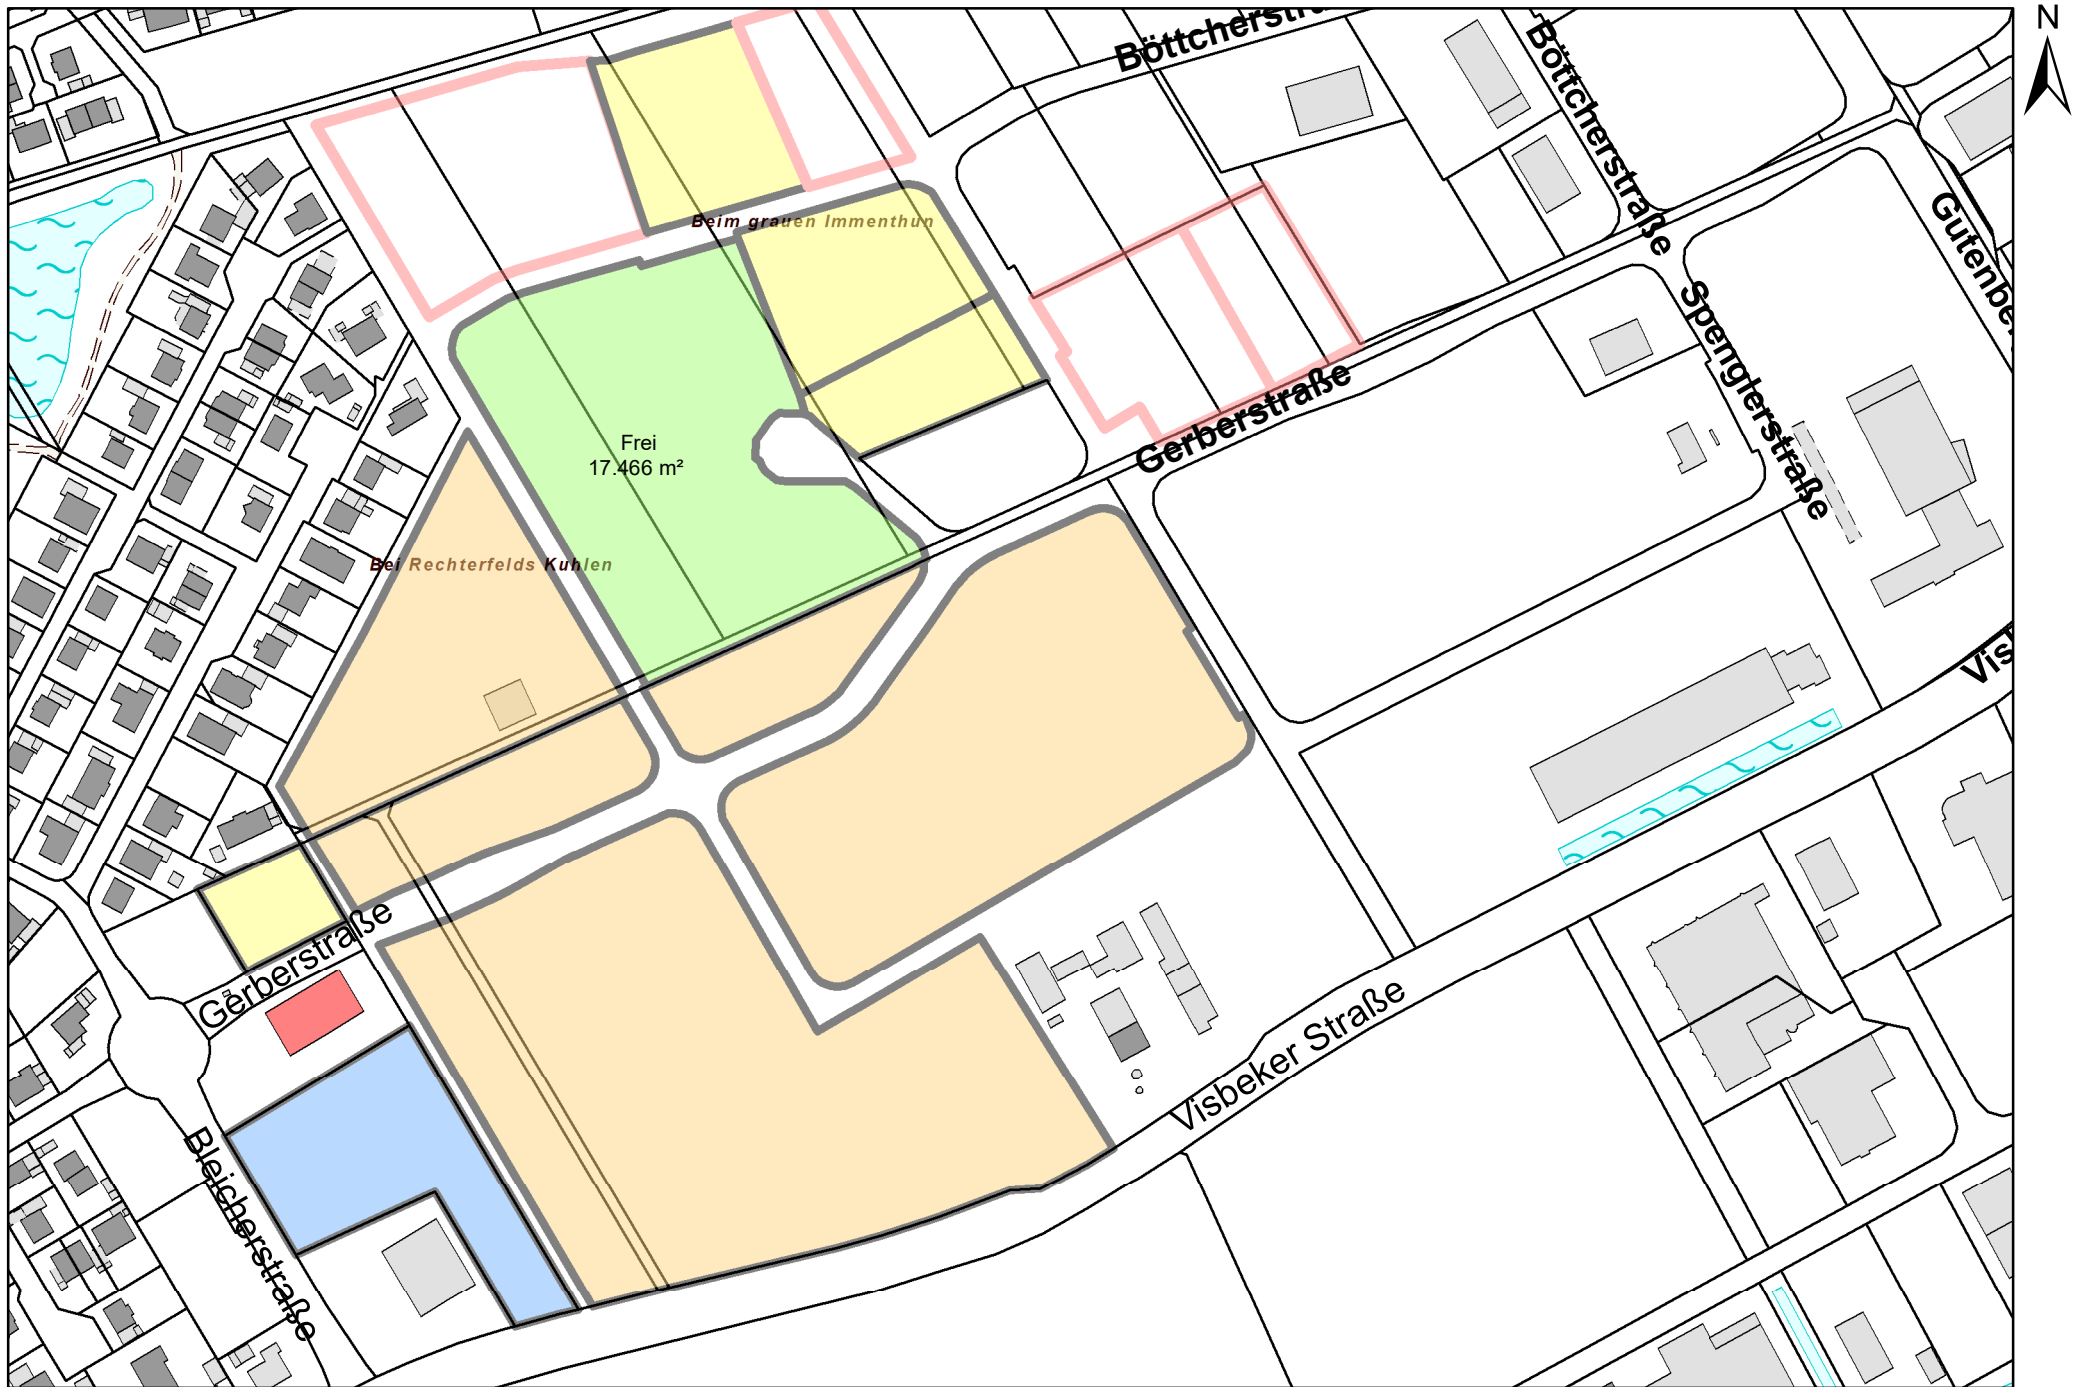 N
Böttcherstr
Böttcherstraße
Gutenbe
Beim grauen Immenthun
Spenglerstraße
Gerberstraße
Frei
17.466 m²
Bei Rechterfelds Kuhlen
Vis
Gerberstraße
Visbeker Straße
Bleicherstraße